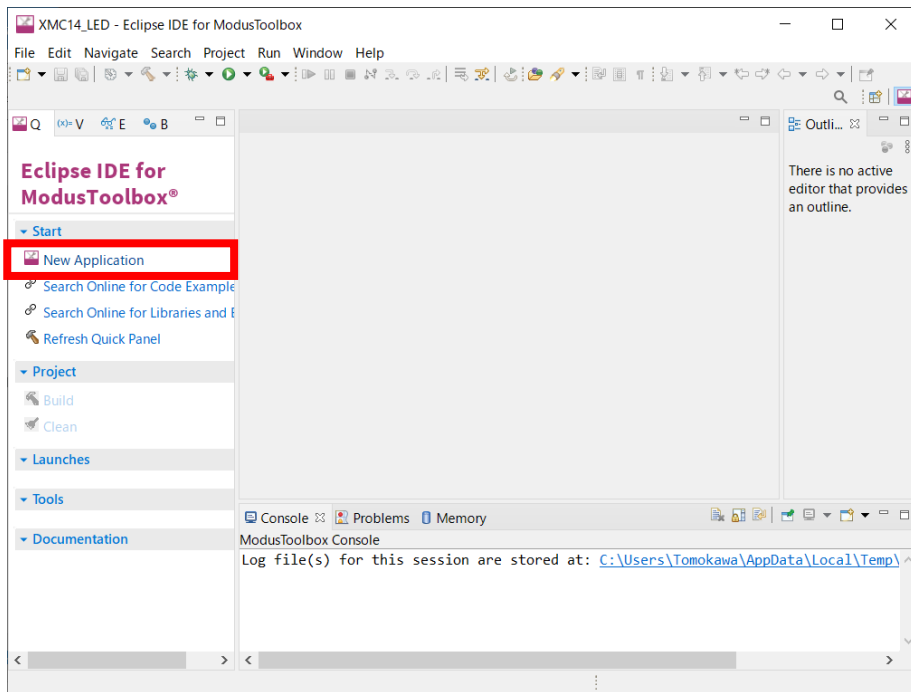 XMC14_LED - Eclipse IDE for ModusToolbox
File Edit Navigate Search Project Run Window Help
Q (x)= V E B
Outli...
Eclipse IDE for
ModusToolbox®
There is no active
editor that provides
an outline.
Start
New Application
Search Online for Code Example
Search Online for Libraries and
Refresh Quick Panel
Project
Build
Clean
Launches
Tools
Documentation
Console Problems Memory
ModusToolbox Console
Log file(s) for this session are stored at: C:\Users\Tomokawa\AppData\Local\Temp\